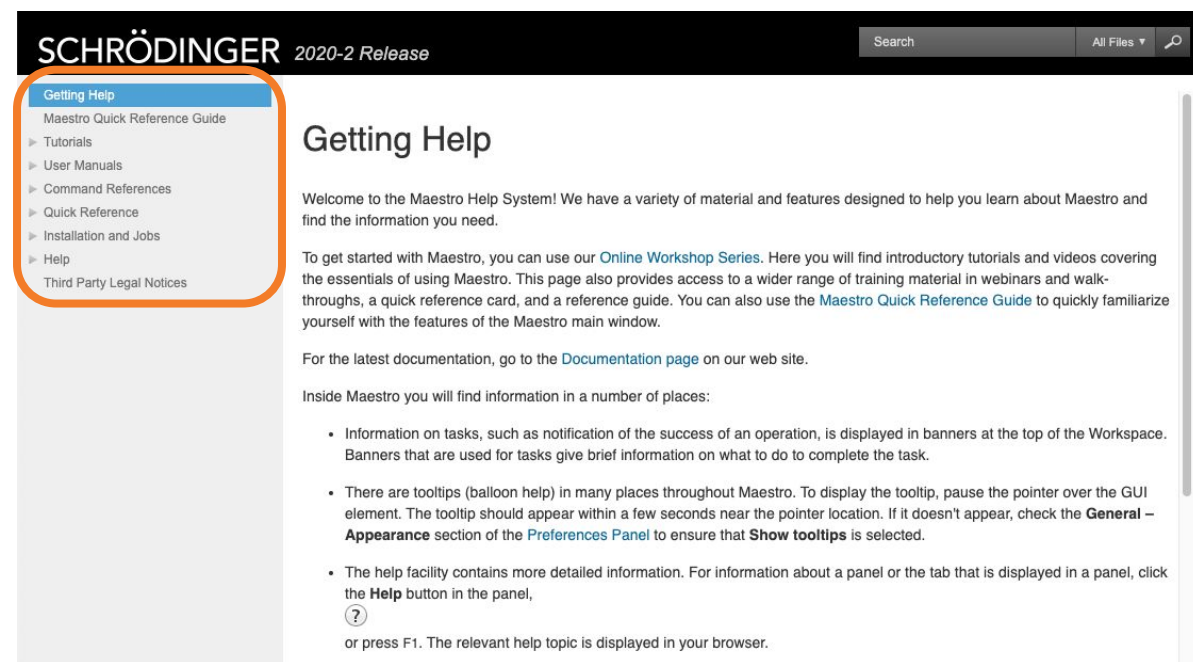 SCHRÖDINGER 2020-2 Release
Search
All Files ▼
Getting Help
Maestro Quick Reference Guide
Tutorials
User Manuals
Command References
Quick Reference
Installation and Jobs
Help
Third Party Legal Notices
Getting Help
Welcome to the Maestro Help System! We have a variety of material and features designed to help you learn about Maestro and
find the information you need.
To get started with Maestro, you can use our Online Workshop Series. Here you will find introductory tutorials and videos covering
the essentials of using Maestro. This page also provides access to a wider range of training material in webinars and walk-
throughs, a quick reference card, and a reference guide. You can also use the Maestro Quick Reference Guide to quickly familiarize
yourself with the features of the Maestro main window.
For the latest documentation, go to the Documentation page on our web site.
Inside Maestro you will find information in a number of places:
• Information on tasks, such as notification of the success of an operation, is displayed in banners at the top of the Workspace.
Banners that are used for tasks give brief information on what to do to complete the task.
• There are tooltips (balloon help) in many places throughout Maestro. To display the tooltip, pause the pointer over the GUI
element. The tooltip should appear within a few seconds near the pointer location. If it doesn't appear, check the General –
Appearance section of the Preferences Panel to ensure that Show tooltips is selected.
• The help facility contains more detailed information. For information about a panel or the tab that is displayed in a panel, click
the Help button in the panel,
?
or press F1. The relevant help topic is displayed in your browser.